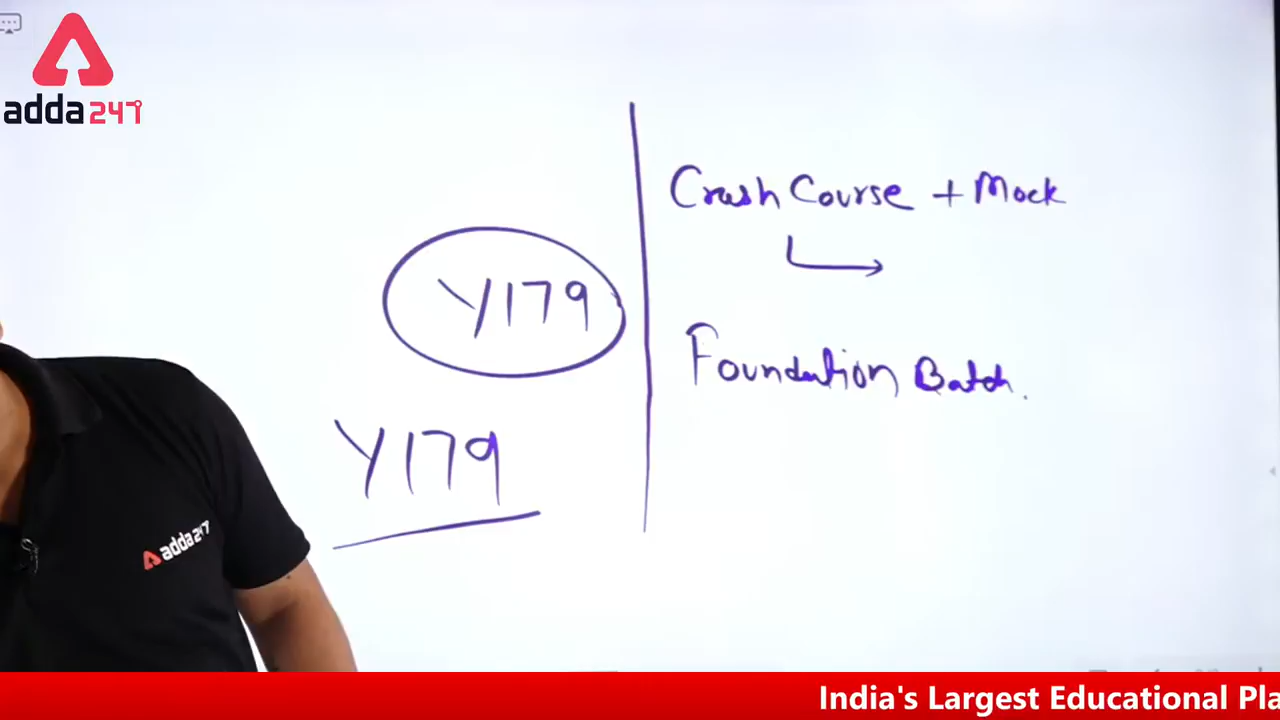 adda247
Crash Course + Mock
Y179
Foundation Batch.
Y179
adda247
India's Largest Educational Pla